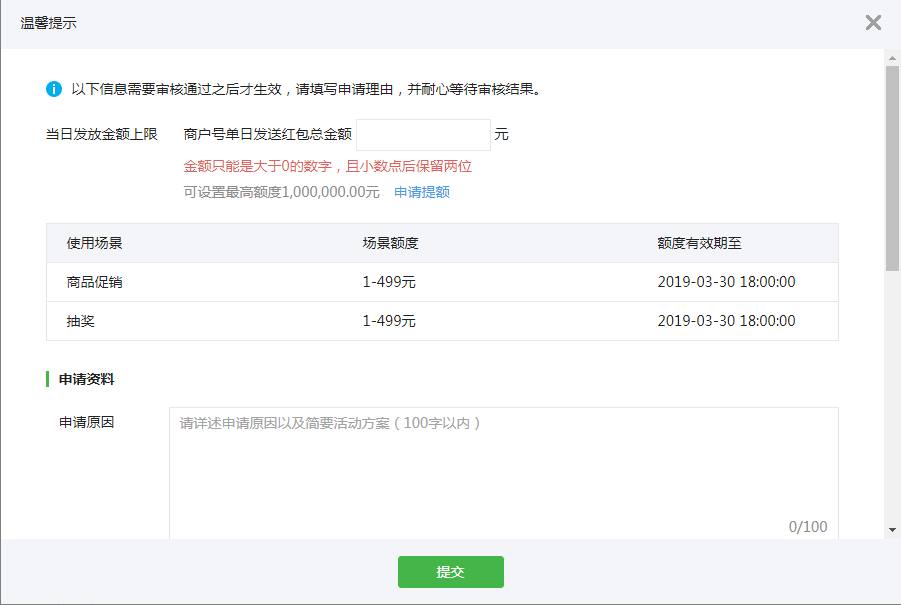 温馨提示
以下信息需要审核通过之后才生效，请填写申请理由，并耐心等待审核结果。
当日发放金额上限 商户号单日发送红包总金额 元
金额只能是大于0的数字，且小数点后保留两位
可设置最高额度1,000,000.00元 申请提额
使用场景 场景额度 额度有效期至
商品促销 1-499元 2019-03-30 18:00:00
抽奖 1-499元 2019-03-30 18:00:00
申请资料
申请原因 请详述申请原因以及简要活动方案（100字以内）
0/100
提交